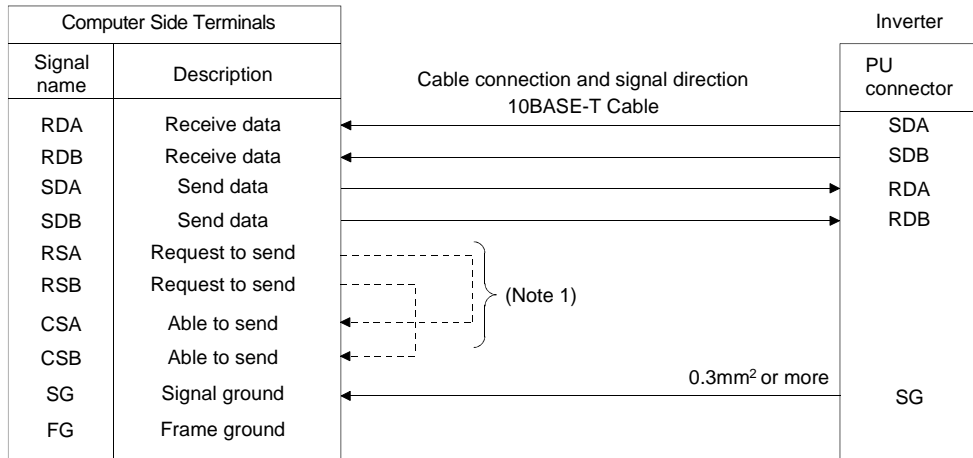 Computer Side Terminals
Inverter
Signal name
Description
Cable connection and signal direction
10BASE-T Cable
PU connector
RDA Receive data SDA
RDB Receive data SDB
SDA Send data RDA
SDB Send data RDB
RSA Request to send
RSB Request to send
(Note 1)
CSA Able to send
CSB Able to send
0.3mm² or more
SG Signal ground SG
FG Frame ground